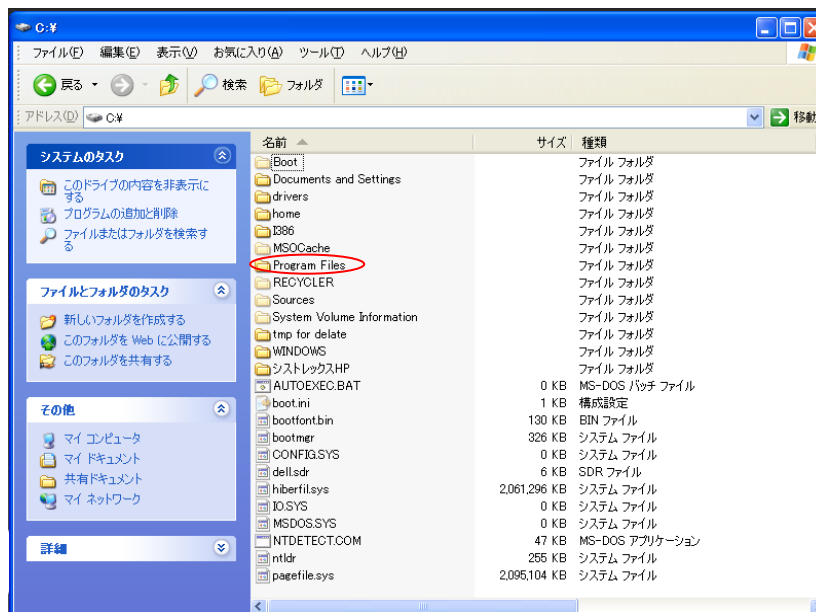 C:¥
ファイル(F) 編集(E) 表示(V) お気に入り(A) ツール(T) ヘルプ(H)
戻る 検索 フォルダ
アドレス(D) C:¥ 移動
システムのタスク
このドライブの内容を非表示に
する
プログラムの追加と削除
ファイルまたはフォルダを検索す
る
ファイルとフォルダのタスク
新しいフォルダを作成する
このフォルダを Web に公開する
このフォルダを共有する
その他
マイ コンピュータ
マイ ドキュメント
共有ドキュメント
マイ ネットワーク
詳細
名前 サイズ 種類
Boot ファイル フォルダ
Documents and Settings ファイル フォルダ
drivers ファイル フォルダ
home ファイル フォルダ
I386 ファイル フォルダ
MSOCache ファイル フォルダ
Program Files ファイル フォルダ
RECYCLER ファイル フォルダ
Sources ファイル フォルダ
System Volume Information ファイル フォルダ
tmp for delate ファイル フォルダ
WINDOWS ファイル フォルダ
シストレックスHP ファイル フォルダ
AUTOEXEC.BAT 0 KB MS-DOS バッチ ファイル
boot.ini 1 KB 構成設定
bootfont.bin 130 KB BIN ファイル
bootmgr 326 KB システム ファイル
CONFIG.SYS 0 KB システム ファイル
dell.sdr 6 KB SDR ファイル
hiberfil.sys 2,061,296 KB システム ファイル
IO.SYS 0 KB システム ファイル
MSDOS.SYS 0 KB システム ファイル
NTDETECT.COM 47 KB MS-DOS アプリケーション
ntldr 255 KB システム ファイル
pagefile.sys 2,095,104 KB システム ファイル